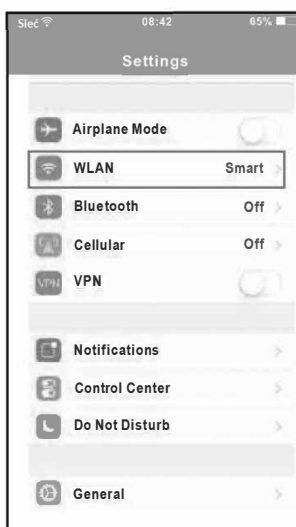 Sieć 08:42 65%
Settings
Airplane Mode
WLAN Smart
Bluetooth Off
Cellular Off
VPN VPN
Notifications
Control Center
Do Not Disturb
General